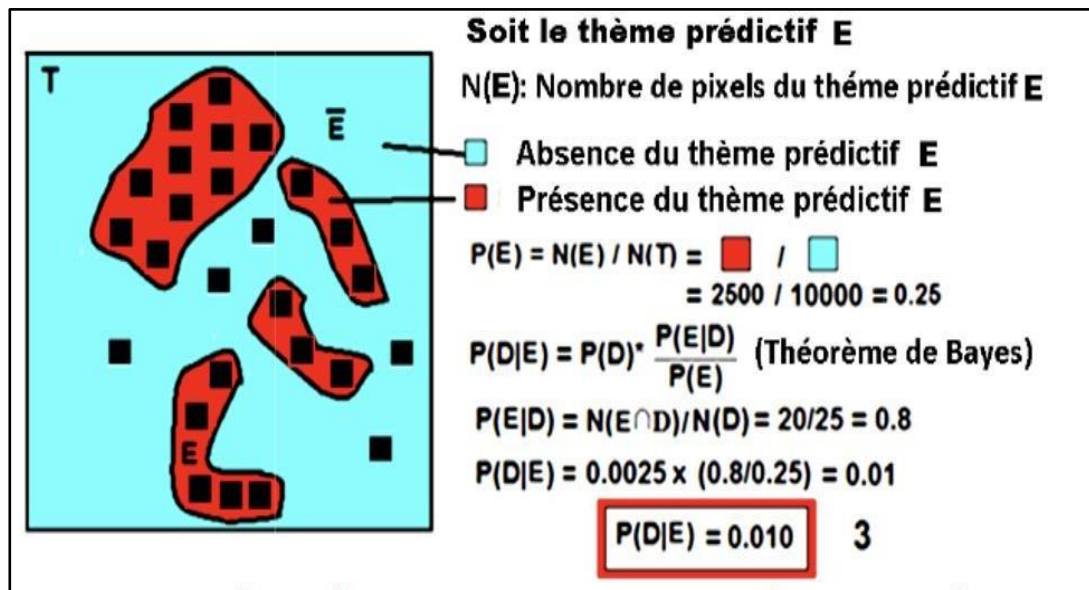 Soit le thème prédictif E
T
N(E): Nombre de pixels du théme prédictif E
E̅
Absence du thème prédictif E
Présence du thème prédictif E
P(E) = N(E) / N(T) = /
= 2500 / 10000 = 0.25
P(D|E) = P(D)* P(E|D)/P(E) (Théorème de Bayes)
P(E|D) = N(E∩D)/N(D) = 20/25 = 0.8
E
P(D|E) = 0.0025 x (0.8/0.25) = 0.01
P(D|E) = 0.010 3